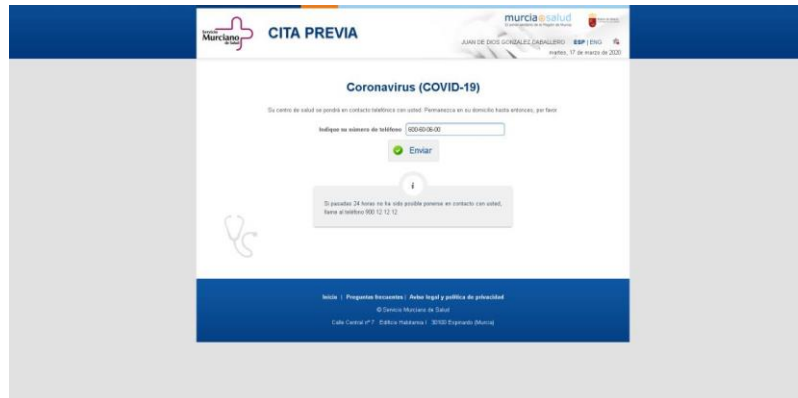 Servicio
Murciano
de Salud
CITA PREVIA
murciasalud
JUAN DE DIOS GONZALEZ CABALLERO ESP | ENG
martes, 17 de marzo de 2020
Coronavirus (COVID-19)
Su centro de salud se pondrá en contacto telefónico con usted. Permanezca en su domicilio hasta entonces, por favor
Indique su número de teléfono 600-60-06-00
Enviar
i
Si pasadas 24 horas no ha sido posible ponerse en contacto con usted,
llame al teléfono 900 12 12 12
Inicio | Preguntas frecuentes | Aviso legal y política de privacidad
© Servicio Murciano de Salud
Calle Central nº 7 Edificio Habitamia I 30100 Espinardo (Murcia)